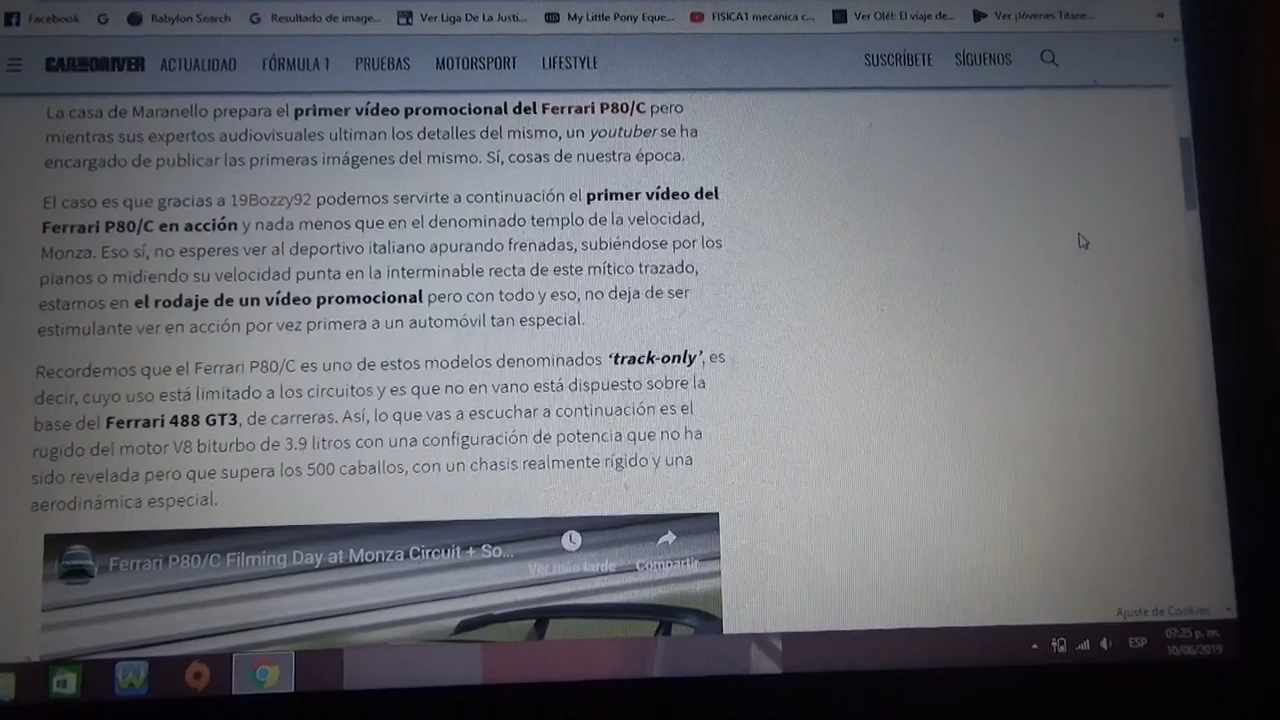 Facebook G Babylon Search G Resultado de image... Ver Liga De La Justi... My Little Pony Eque... FISICA1 mecanica c... Ver Olé!: El viaje de... Ver ¡Jóvenes Titane... »
CAR AND DRIVER ACTUALIDAD FÓRMULA 1 PRUEBAS MOTORSPORT LIFESTYLE SUSCRÍBETE SÍGUENOS
La casa de Maranello prepara el primer vídeo promocional del Ferrari P80/C pero
mientras sus expertos audiovisuales ultiman los detalles del mismo, un youtuber se ha
encargado de publicar las primeras imágenes del mismo. Sí, cosas de nuestra época.
El caso es que gracias a 19Bozzy92 podemos servirte a continuación el primer vídeo del
Ferrari P80/C en acción y nada menos que en el denominado templo de la velocidad,
Monza. Eso sí, no esperes ver al deportivo italiano apurando frenadas, subiéndose por los
pianos o midiendo su velocidad punta en la interminable recta de este mítico trazado,
estamos en el rodaje de un vídeo promocional pero con todo y eso, no deja de ser
estimulante ver en acción por vez primera a un automóvil tan especial.
Recordemos que el Ferrari P80/C es uno de estos modelos denominados ‘track-only’, es
decir, cuyo uso está limitado a los circuitos y es que no en vano está dispuesto sobre la
base del Ferrari 488 GT3, de carreras. Así, lo que vas a escuchar a continuación es el
rugido del motor V8 biturbo de 3.9 litros con una configuración de potencia que no ha
sido revelada pero que supera los 500 caballos, con un chasis realmente rígido y una
aerodinámica especial.
Ferrari P80/C Filming Day at Monza Circuit + So...
Ver más tarde Compartir
Ajuste de Cookies
ESP 07:25 p. m.
10/06/2019